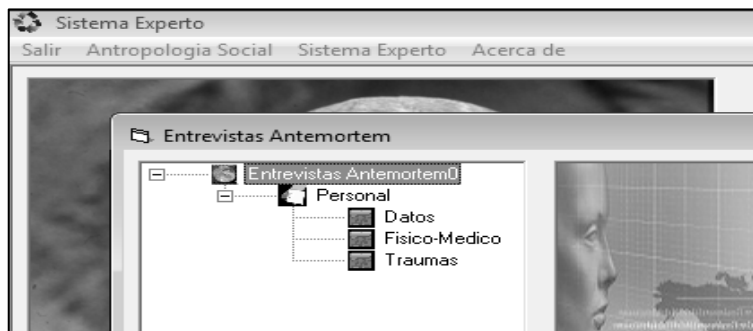 Sistema Experto
Salir Antropologia Social Sistema Experto Acerca de
Entrevistas Antemortem
Entrevistas Antemortem0
Personal
Datos
Fisico-Medico
Traumas